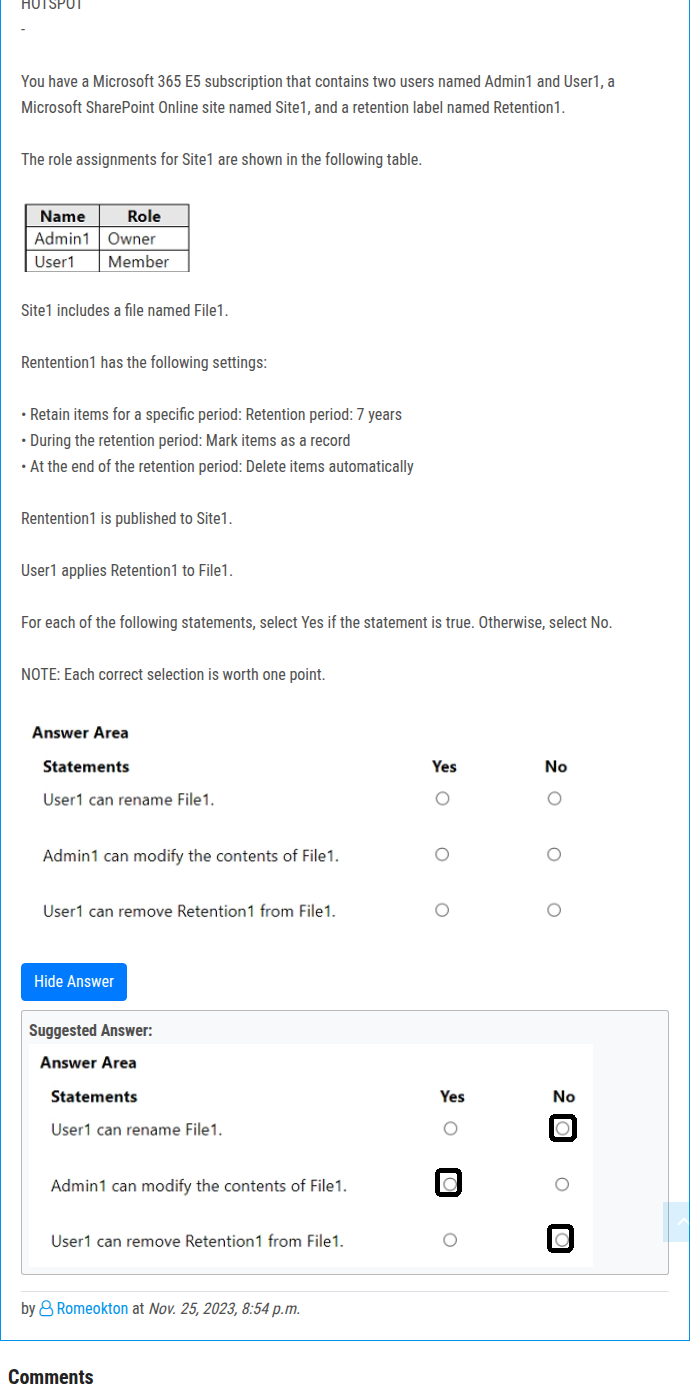 HOTSPOT
-
You have a Microsoft 365 E5 subscription that contains two users named Admin1 and User1, a
Microsoft SharePoint Online site named Site1, and a retention label named Retention1.
The role assignments for Site1 are shown in the following table.
Name Role
Admin1 Owner
User1 Member
Site1 includes a file named File1.
Rentention1 has the following settings:
• Retain items for a specific period: Retention period: 7 years
• During the retention period: Mark items as a record
• At the end of the retention period: Delete items automatically
Rentention1 is published to Site1.
User1 applies Retention1 to File1.
For each of the following statements, select Yes if the statement is true. Otherwise, select No.
NOTE: Each correct selection is worth one point.
Answer Area
Statements Yes No
User1 can rename File1.
Admin1 can modify the contents of File1.
User1 can remove Retention1 from File1.
Hide Answer
Suggested Answer:
Answer Area
Statements Yes No
User1 can rename File1.
Admin1 can modify the contents of File1.
User1 can remove Retention1 from File1.
by Romeokton at Nov. 25, 2023, 8:54 p.m.
Comments